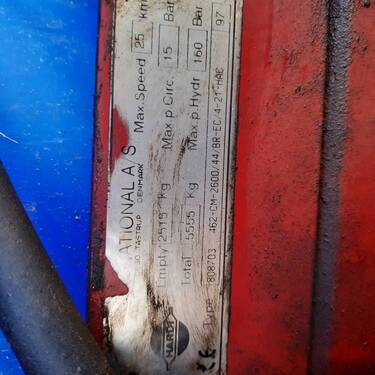 ATIONAL A/S
TASTRUP DENMARK
Max.Speed 25 km
Empty 2515 Kg Max.p.Circ 15 Bar
Total 5555 Kg Max.p.Hydr 160 Bar
Type 808703 462-CM-2600/44/BR-EC/4-21-HAC 97
HARDI
CE